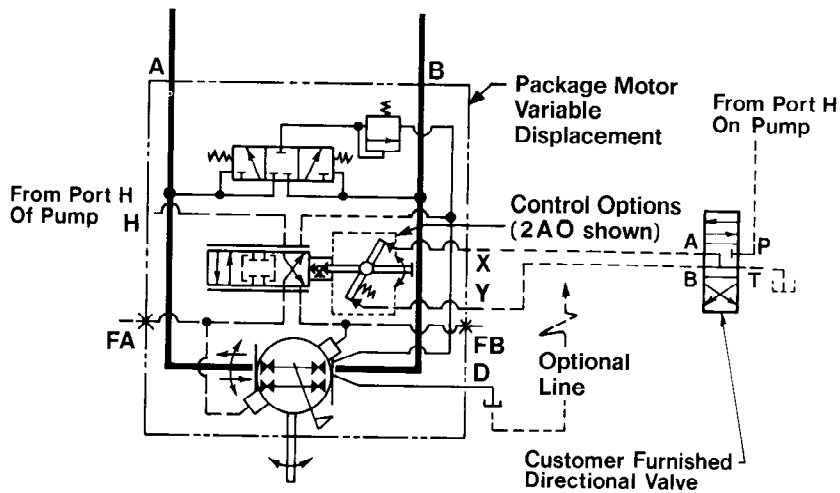 A
B
Package Motor
Variable
Displacement
From Port H
On Pump
From Port H
Of Pump
H
Control Options
(2AO shown)
X
Y
A
P
B
T
FA
FB
D
Optional
Line
Customer Furnished
Directional Valve